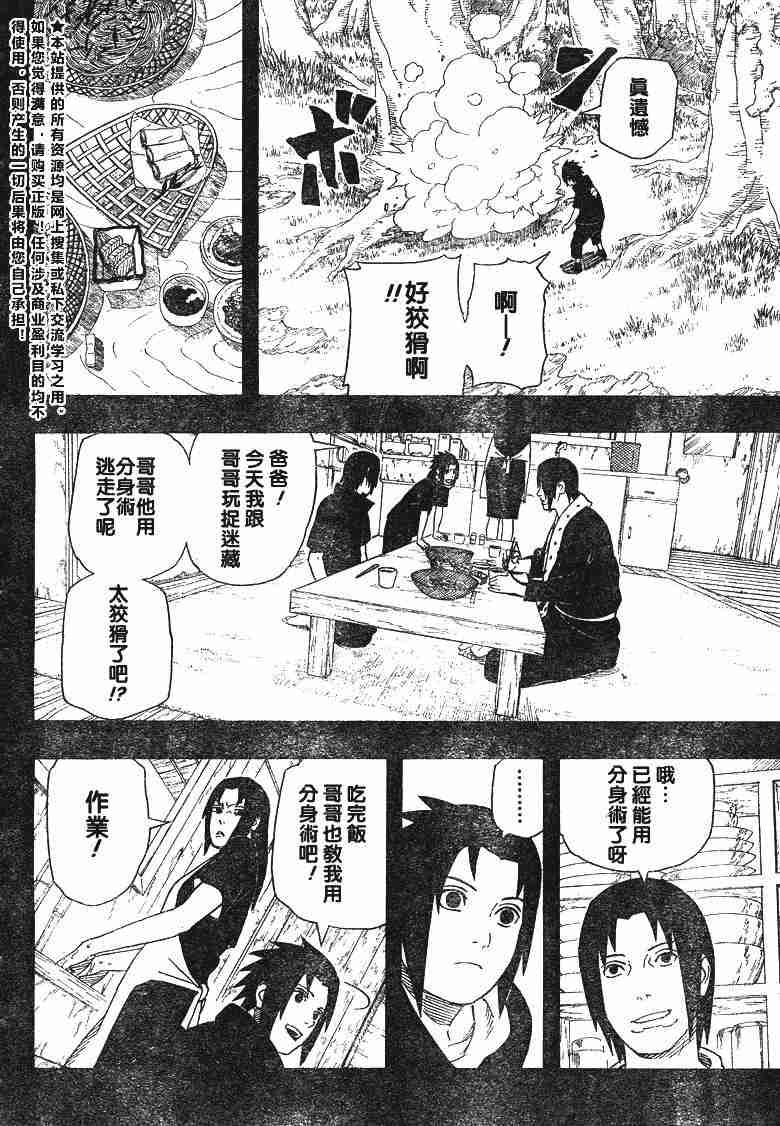 真遺憾
ボンッ
啊—!
好狡猾啊
!!
爸爸!
今天我跟
哥哥玩捉迷藏
哥哥他用
分身術
逃走了呢
太狡猾了吧!?
哦…
已經能用
分身術了呀
………
吃完飯
哥哥也教我用
分身術吧!
作業!
★本站提供的所有资源均是网上搜集或私下交流学习之用，
如果您觉得满意，请购买正版！任何涉及商业盈利目的均不
得使用，否则产生的一切后果将由您自己承担！